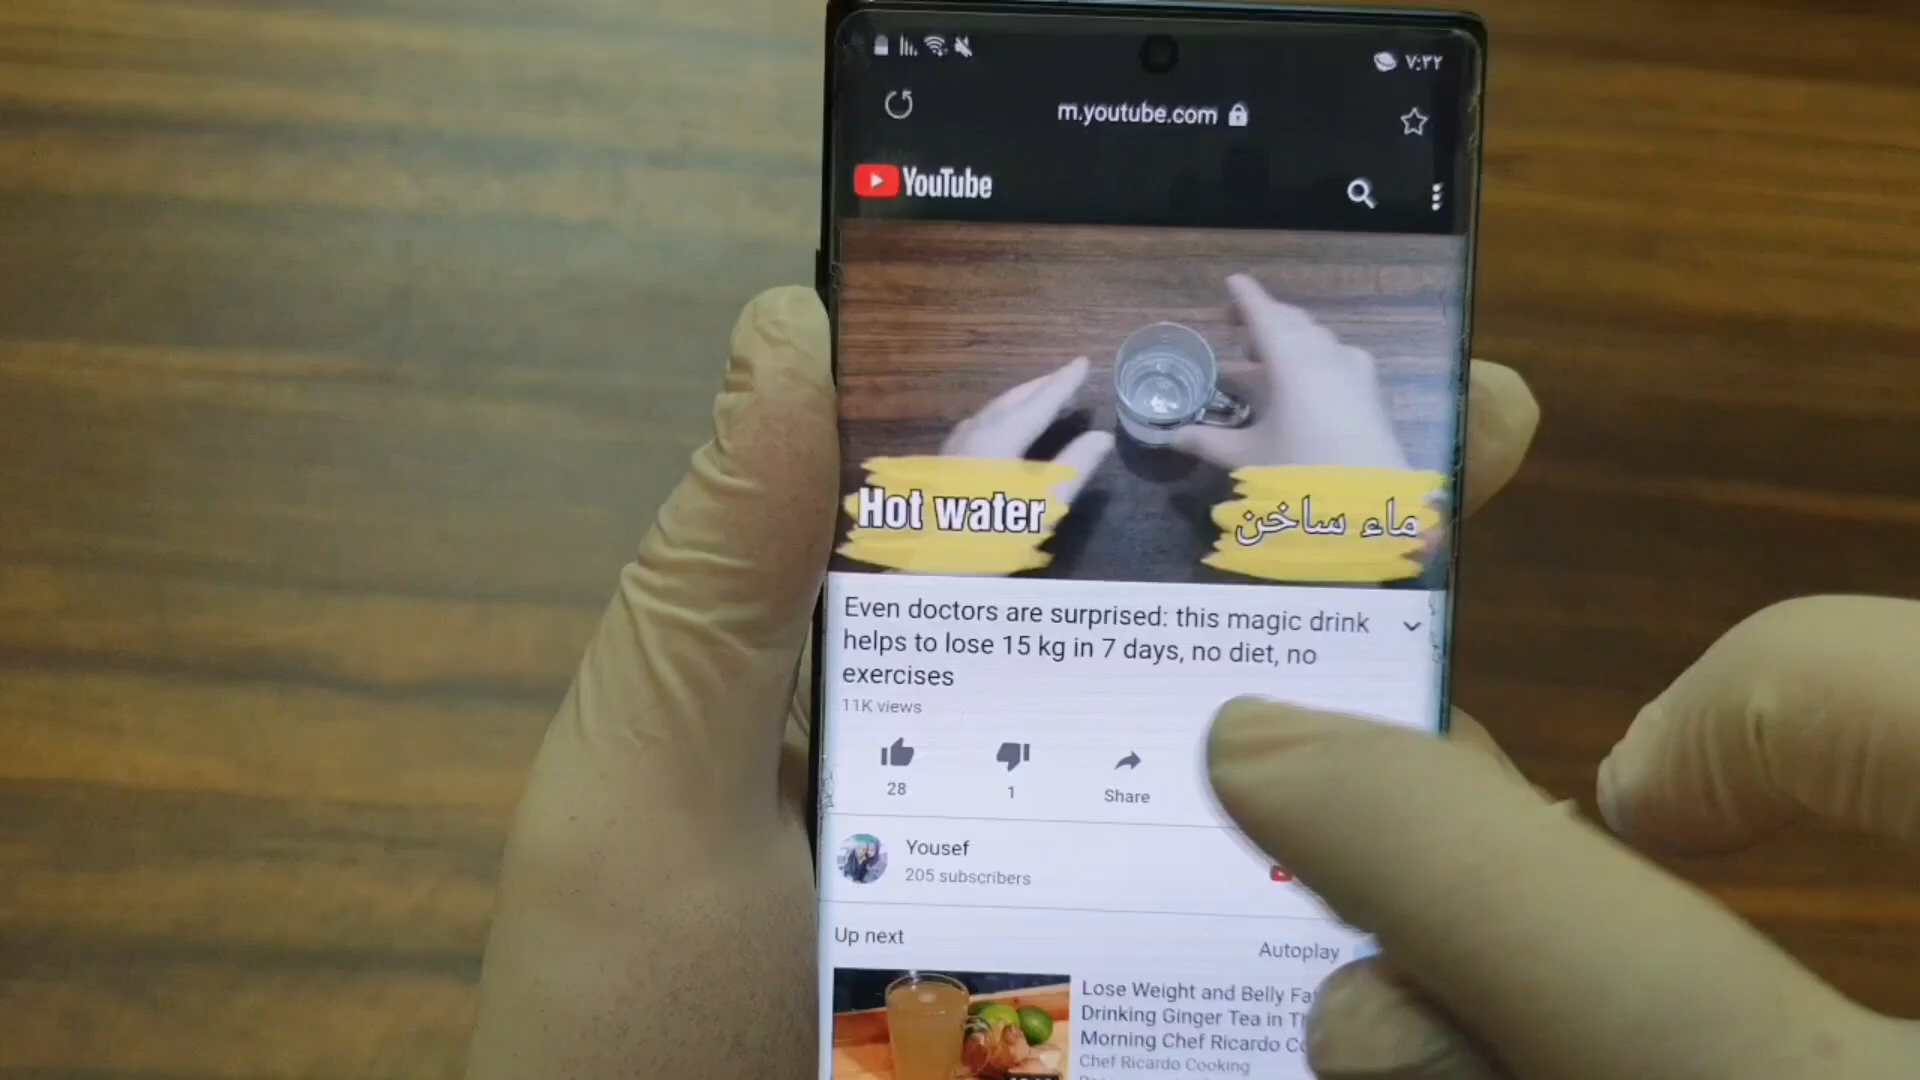 ٧:٣٢
m.youtube.com
YouTube
Hot water
ماء ساخن
Even doctors are surprised: this magic drink
helps to lose 15 kg in 7 days, no diet, no
exercises
11K views
28
1
Share
Yousef
205 subscribers
Up next
Autoplay
Lose Weight and Belly
Drinking Ginger Tea in
Morning Chef Ricardo
Chef Ricardo Cooking